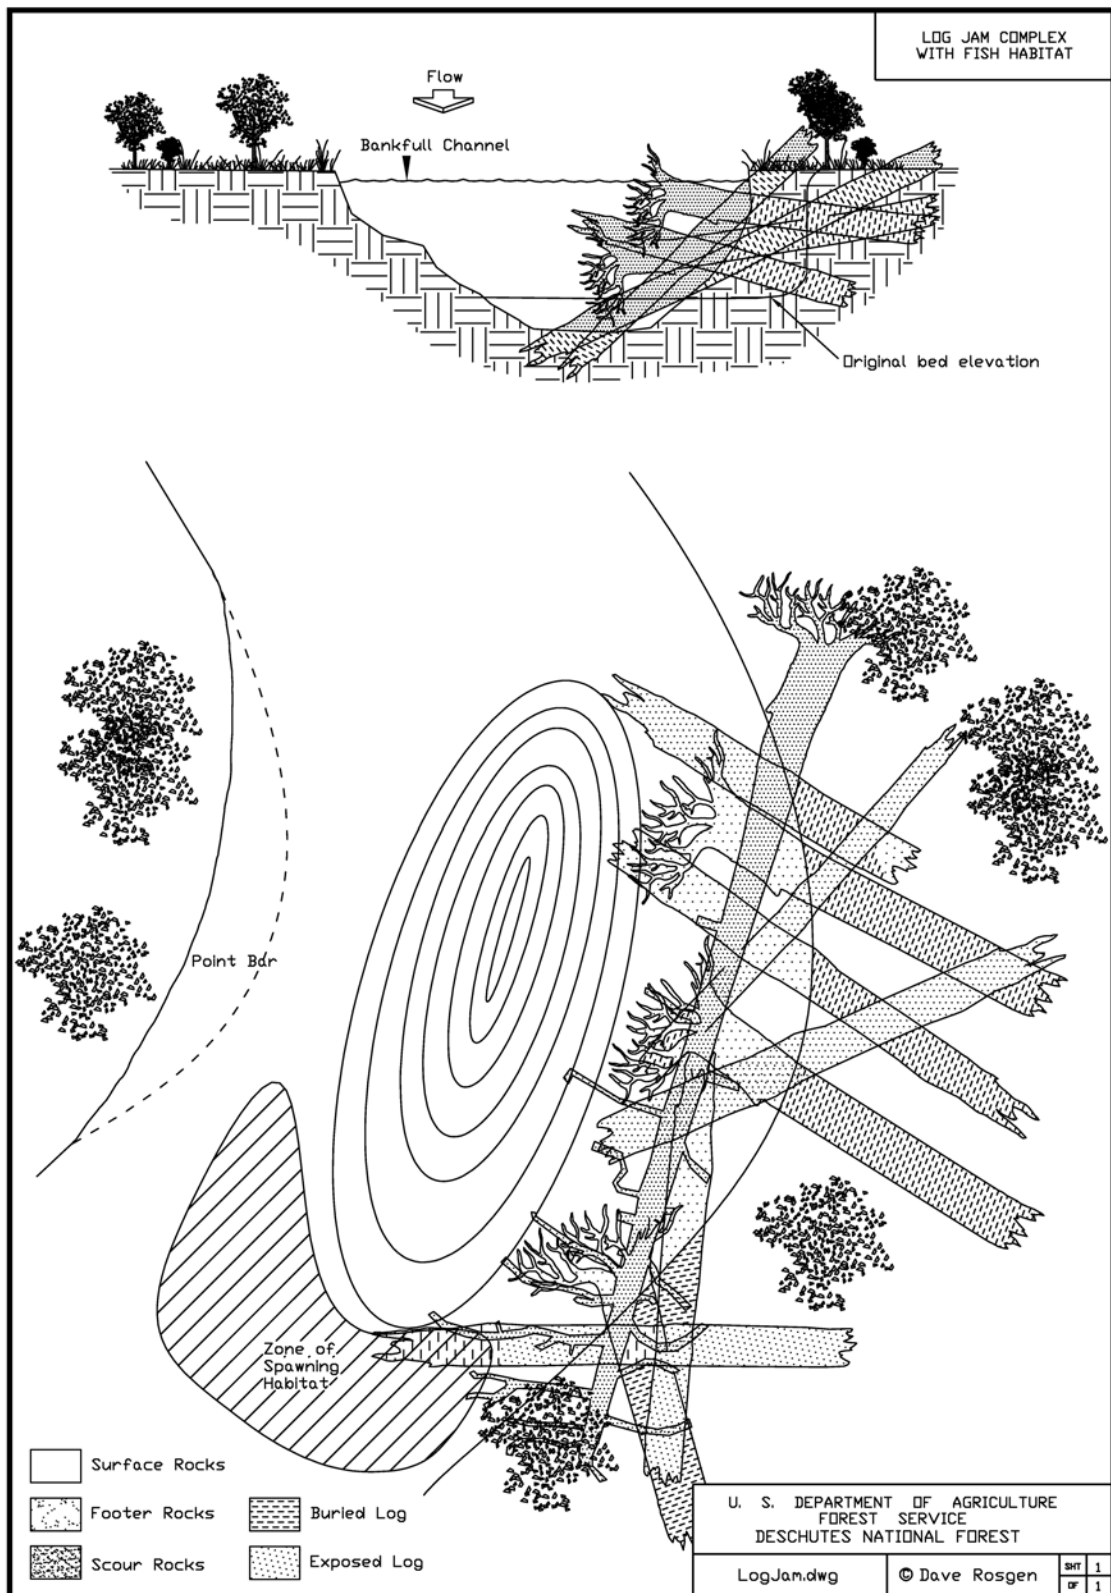 LOG JAM COMPLEX
WITH FISH HABITAT
Flow
Bankfull Channel
Original bed elevation
Point Bar
Zone of
Spawning
Habitat
Surface Rocks
Footer Rocks
Buried Log
Scour Rocks
Exposed Log
U. S. DEPARTMENT OF AGRICULTURE
FOREST SERVICE
DESCHUTES NATIONAL FOREST
LogJam.dwg
© Dave Rosgen
SHT 1
OF 1